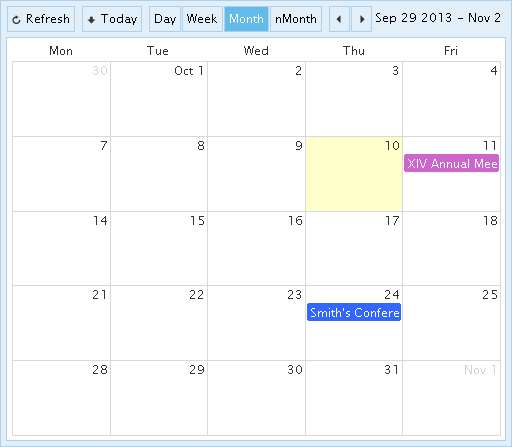 Refresh Today Day Week Month nMonth Sep 29 2013 - Nov 2
Mon Tue Wed Thu Fri
30 Oct 1 2 3 4
7 8 9 10 11
XIV Annual Mee
14 15 16 17 18
21 22 23 24 25
Smith's Confere
28 29 30 31 Nov 1